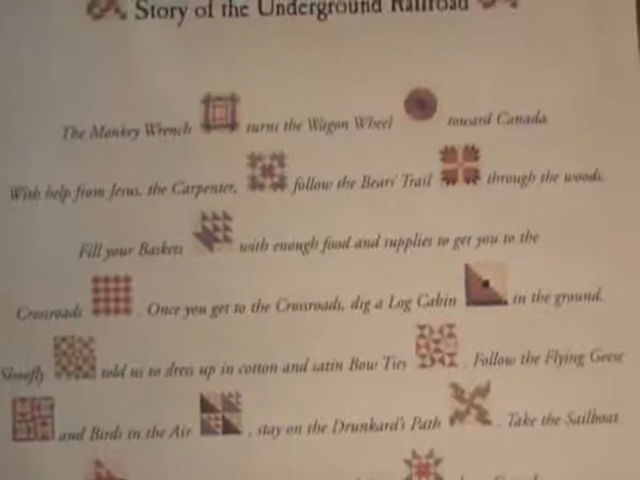 Story of the Underground Railroad
The Monkey Wrench turns the Wagon Wheel toward Canada.
With help from Jesus, the Carpenter, follow the Bears' Trail through the woods.
Fill your Baskets with enough food and supplies to get you to the
Crossroads . Once you get to the Crossroads, dig a Log Cabin in the ground.
Shoofly told us to dress up in cotton and satin Bow Ties . Follow the Flying Geese
and Birds in the Air , stay on the Drunkard's Path . Take the Sailboat